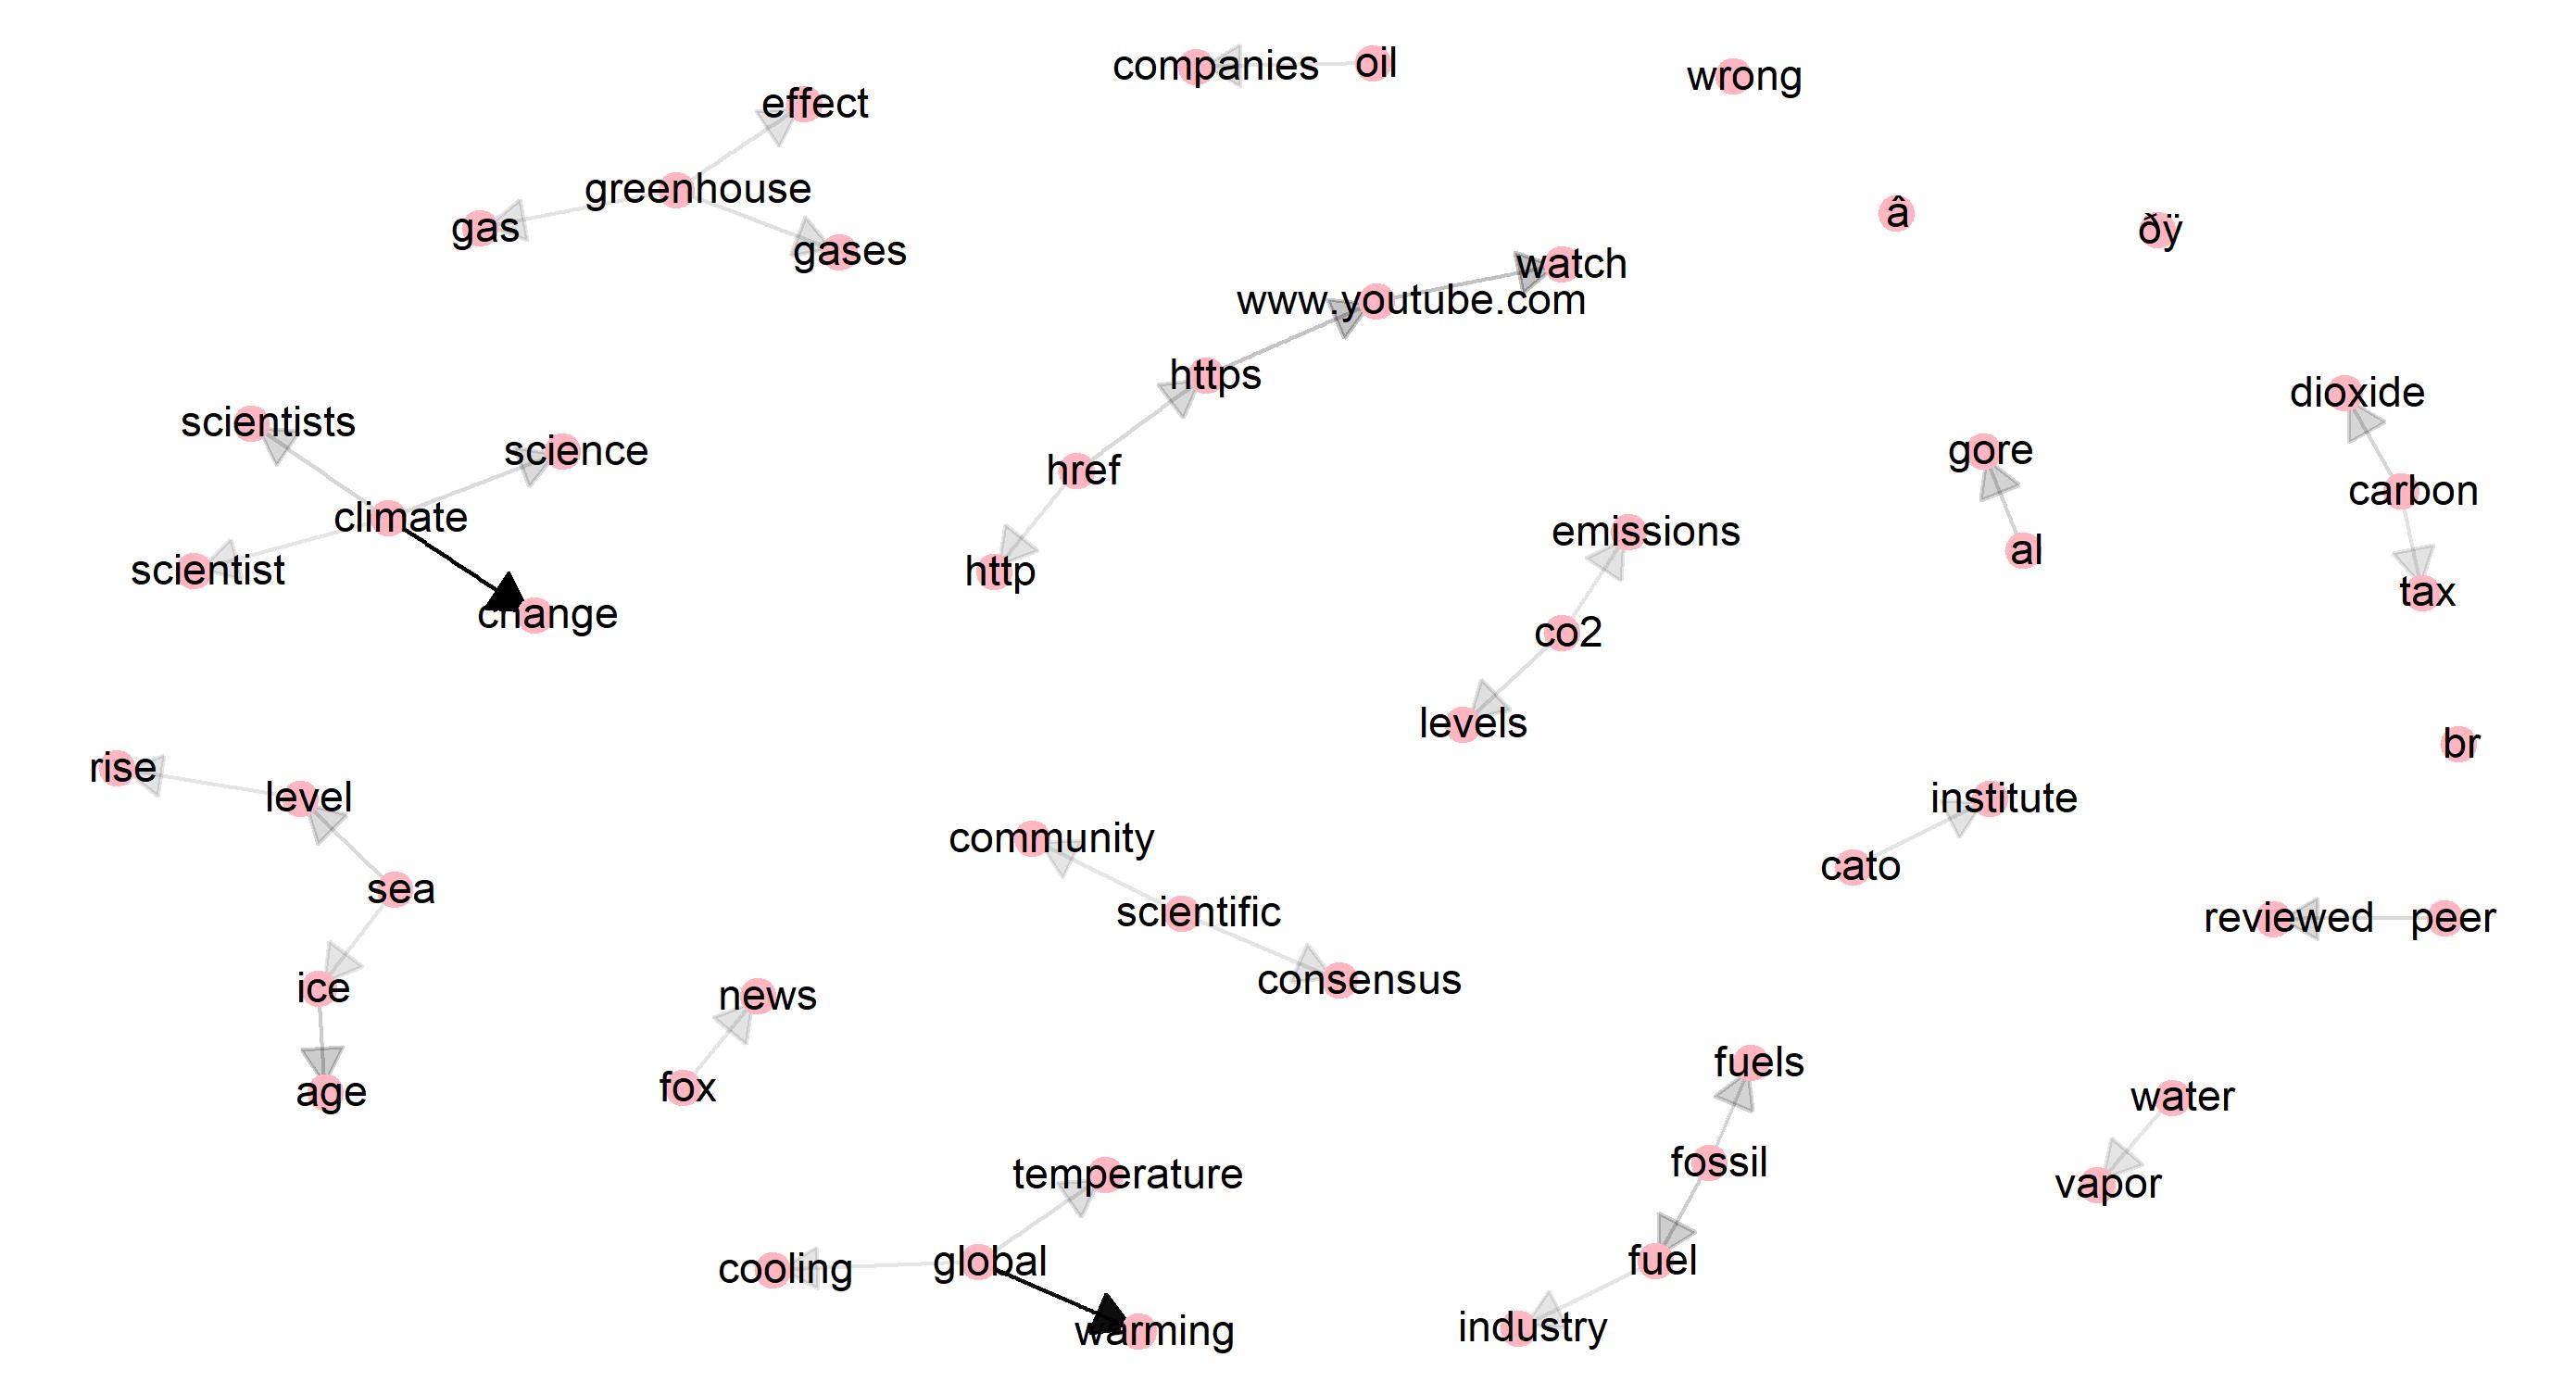 companies
oil
wrong
effect
greenhouse
gas
gases
â
ðÿ
watch
www.youtube.com
https
href
http
scientists
science
climate
scientist
change
dioxide
carbon
tax
gore
al
emissions
co2
levels
rise
level
sea
ice
age
br
institute
cato
community
scientific
consensus
reviewed
peer
news
fox
fuels
fossil
fuel
industry
water
vapor
temperature
cooling
global
warming